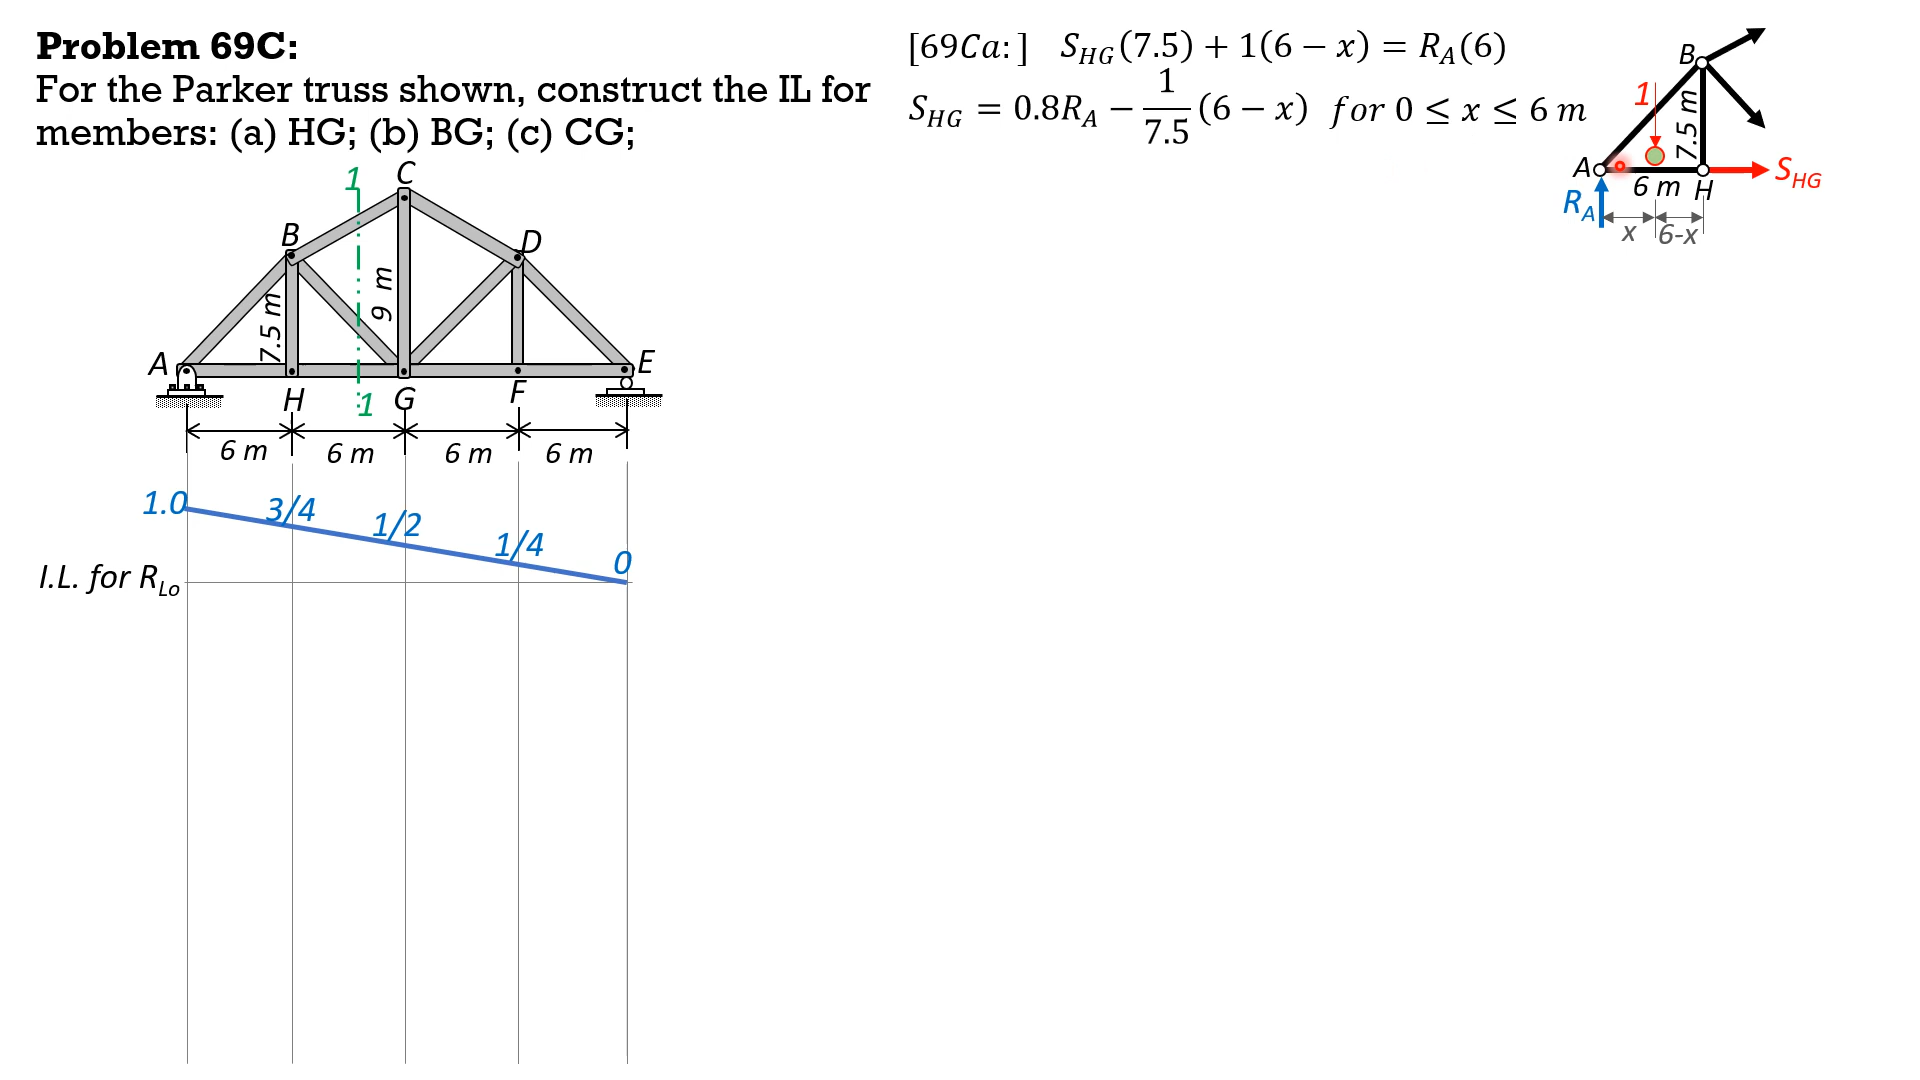 Problem 69C:
For the Parker truss shown, construct the IL for
members: (a) HG; (b) BG; (c) CG;
[69Ca:] S_HG(7.5) + 1(6 − x) = R_A(6)
S_HG = 0.8R_A − 1/7.5 (6 − x) for 0 ≤ x ≤ 6 m
B
1
7.5 m
A
6 m
H
S_HG
R_A
x
6-x
1
C
B
D
9 m
7.5 m
A
E
H
1
G
F
6 m
6 m
6 m
6 m
1.0
3/4
1/2
1/4
0
I.L. for R_Lo